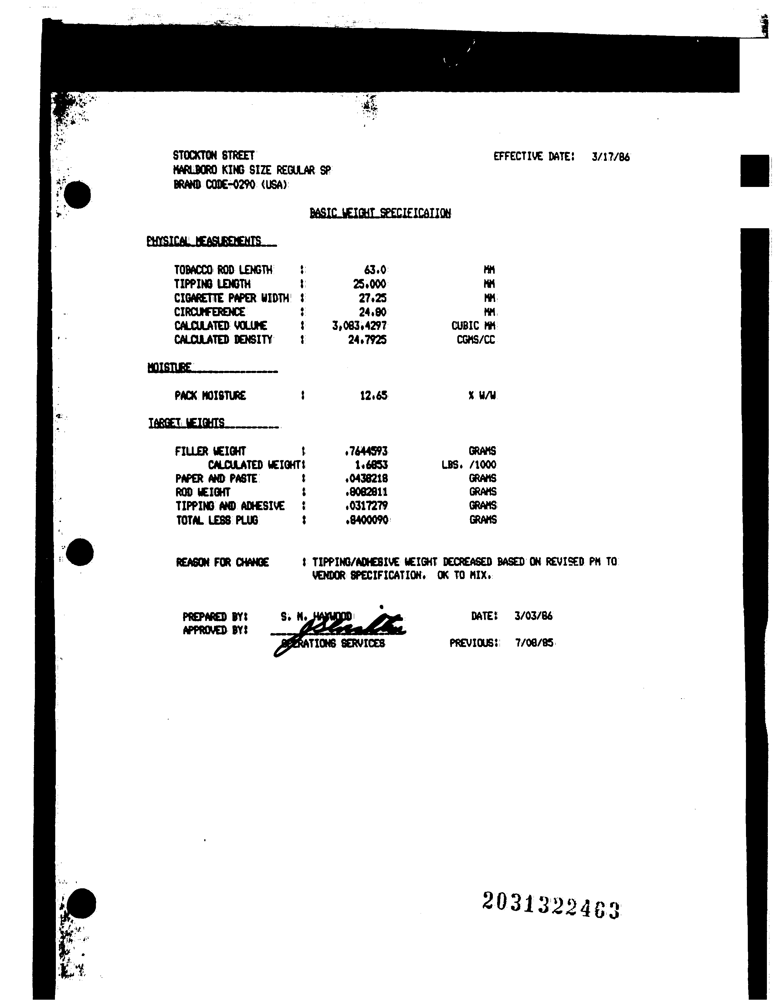 STOCKTON STREET EFFECTIVE DATE: 3/17/86
MARLBORO KING SIZE REGULAR SP
BRAND CODE-0290 (USA)
BASIC WEIGHT SPECIFICATION
PHYSICAL MEASUREMENTS
TOBACCO ROD LENGTH : 63.0 MM
TIPPING LENGTH : 25.000 MM
CIGARETTE PAPER WIDTH : 27.25 MM
CIRCUMFERENCE : 24.80 MM
CALCULATED VOLUME : 3,083.4297 CUBIC MM
CALCULATED DENSITY : 24.7925 CGMS/CC
MOISTURE
PACK MOISTURE : 12.65 % W/W
TARGET WEIGHTS
FILLER WEIGHT : .7644593 GRAMS
CALCULATED WEIGHT: 1.6853 LBS. /1000
PAPER AND PASTE : .0438218 GRAMS
ROD WEIGHT : .8082811 GRAMS
TIPPING AND ADHESIVE : .0317279 GRAMS
TOTAL LESS PLUG : .8400090 GRAMS
REASON FOR CHANGE : TIPPING/ADHESIVE WEIGHT DECREASED BASED ON REVISED PM TO
VENDOR SPECIFICATION. OK TO MIX.
PREPARED BY: S. M. HAYWOOD DATE: 3/03/86
APPROVED BY:
OPERATIONS SERVICES PREVIOUS: 7/08/85
2031322463